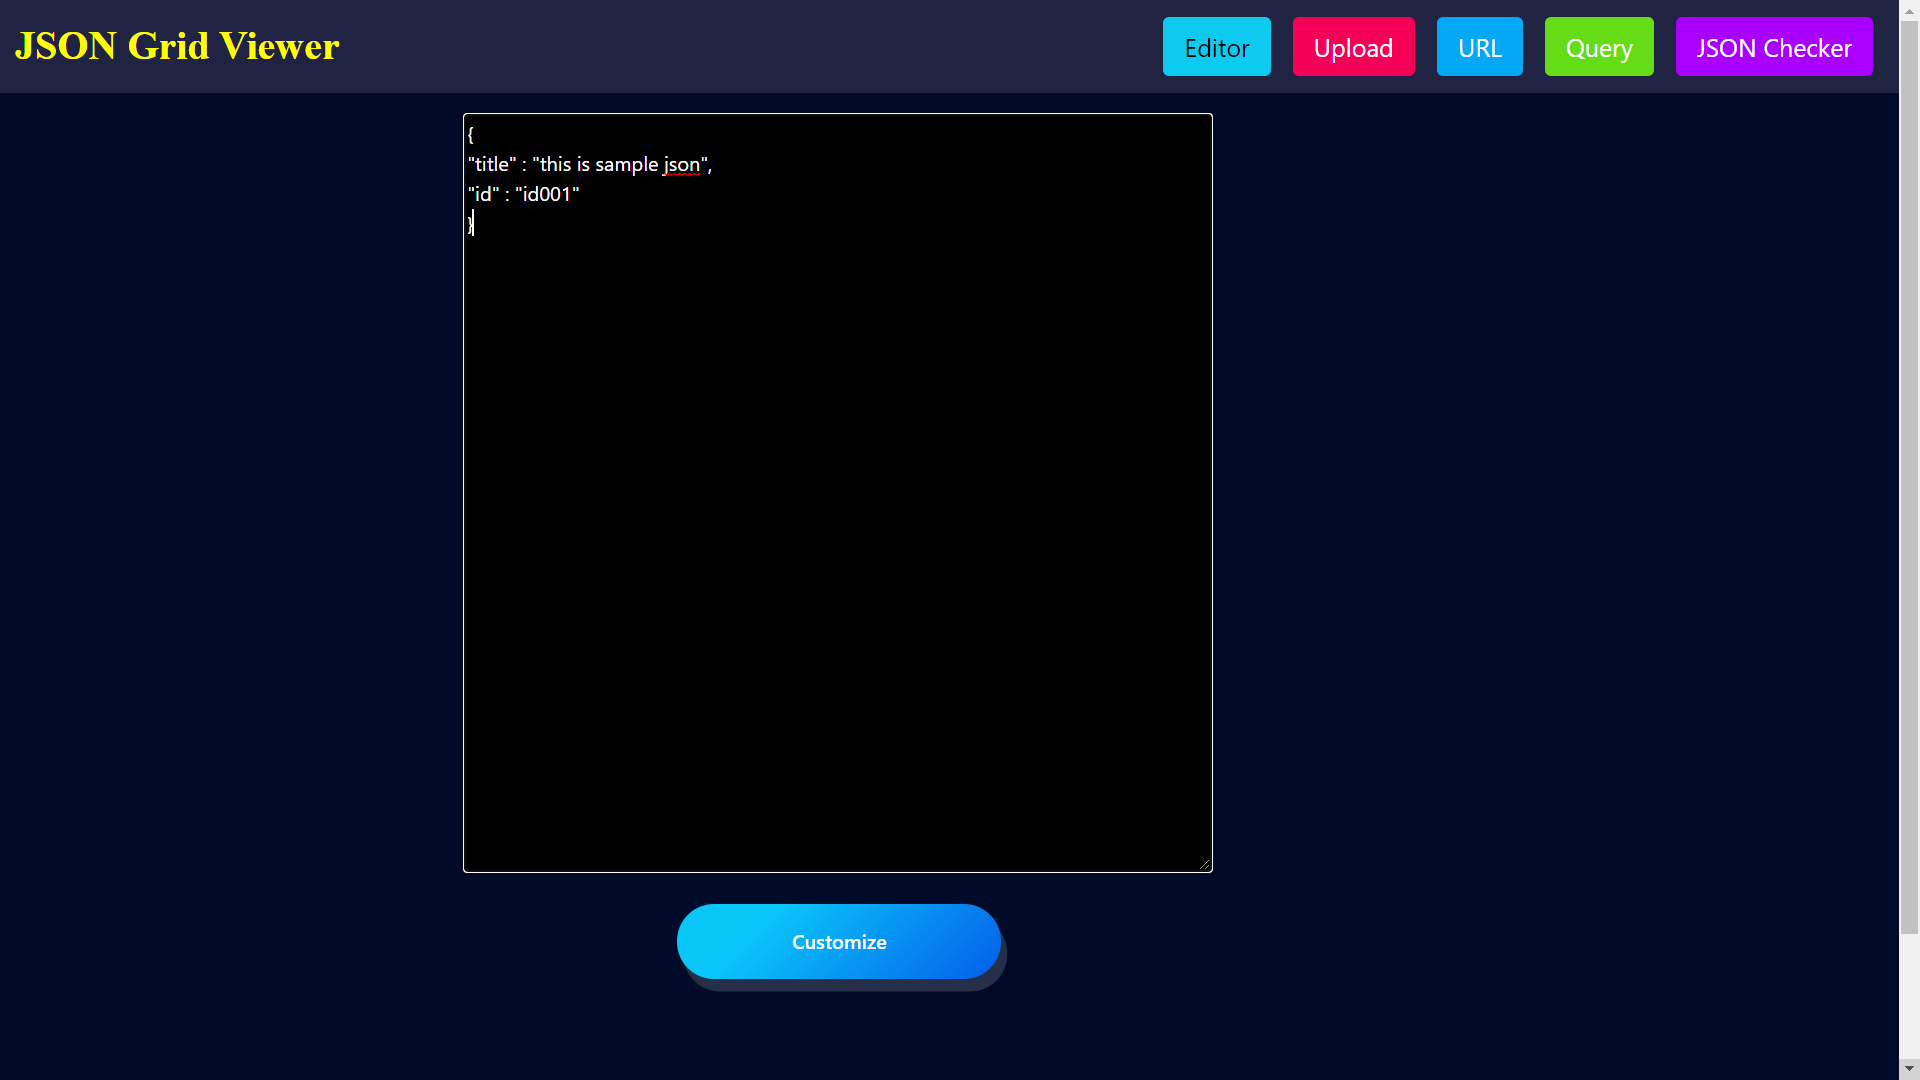 JSON Grid Viewer
Editor
Upload
URL
Query
JSON Checker
{
"title" : "this is sample json",
"id" : "id001"
}
Customize